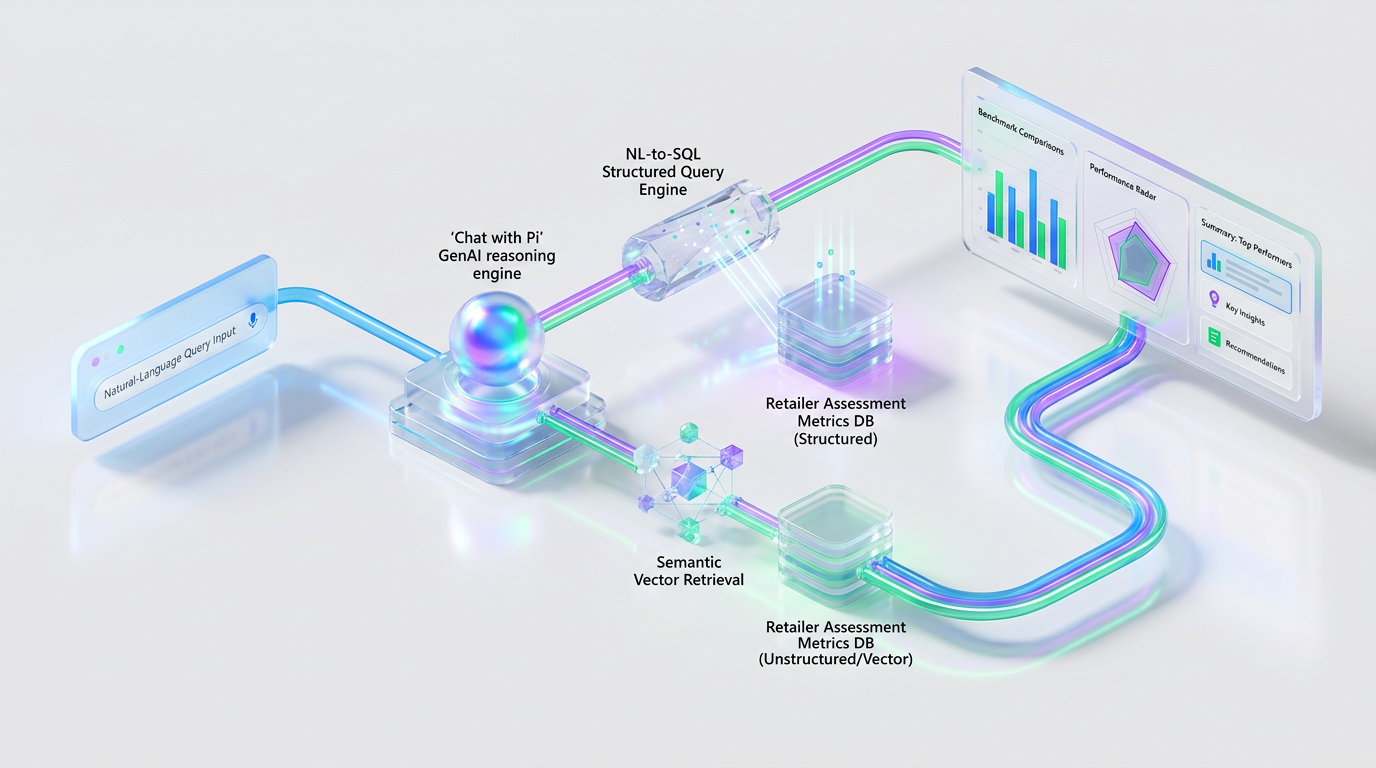 Natural-Language Query Input
'Chat with Pi'
GenAI reasoning
engine
NL-to-SQL
Structured Query
Engine
Retailer Assessment
Metrics DB
(Structured)
Semantic
Vector Retrieval
Retailer Assessment
Metrics DB
(Unstructured/Vector)
Benchmark Comparisons
Performance Radar
Summary: Top Performers
Key Insights
Recommendations